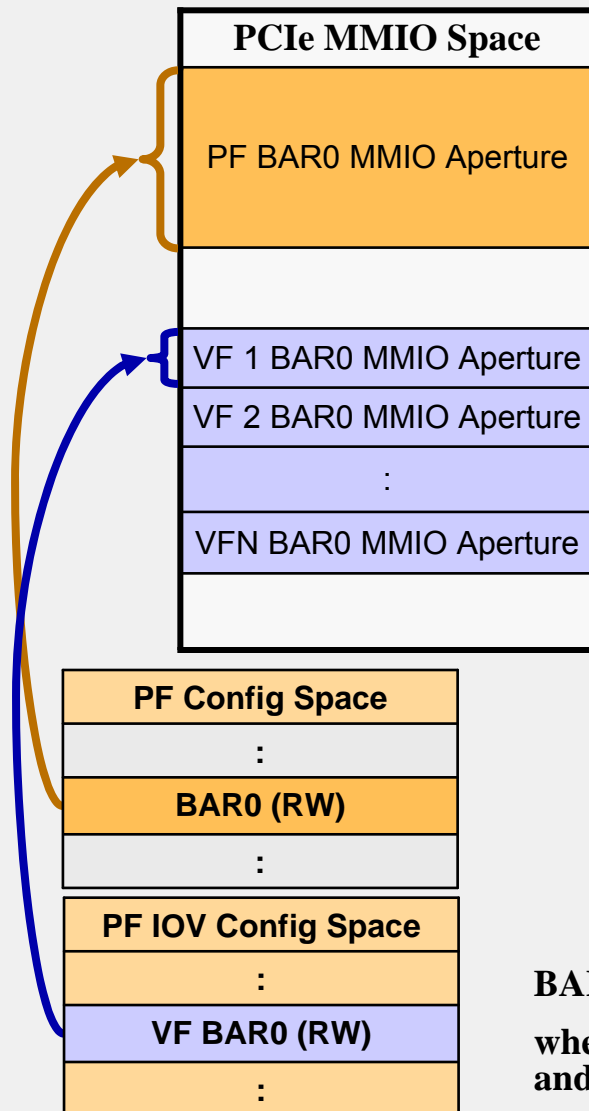 PCIe MMIO Space
PF BAR0 MMIO Aperture
VF 1 BAR0 MMIO Aperture
VF 2 BAR0 MMIO Aperture
:
VFN BAR0 MMIO Aperture
PF Config Space
:
BAR0 (RW)
:
PF IOV Config Space
:
VF BAR0 (RW)
:
and